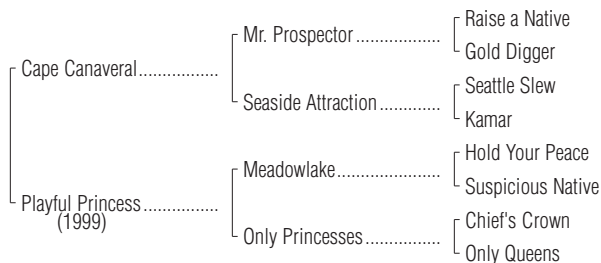 Raise a Native
Mr. Prospector..................
Gold Digger
Cape Canaveral.................
Seattle Slew
Seaside Attraction.............
Kamar
Hold Your Peace
Meadowlake......................
Suspicious Native
Playful Princess................
(1999)
Chief's Crown
Only Princesses................
Only Queens